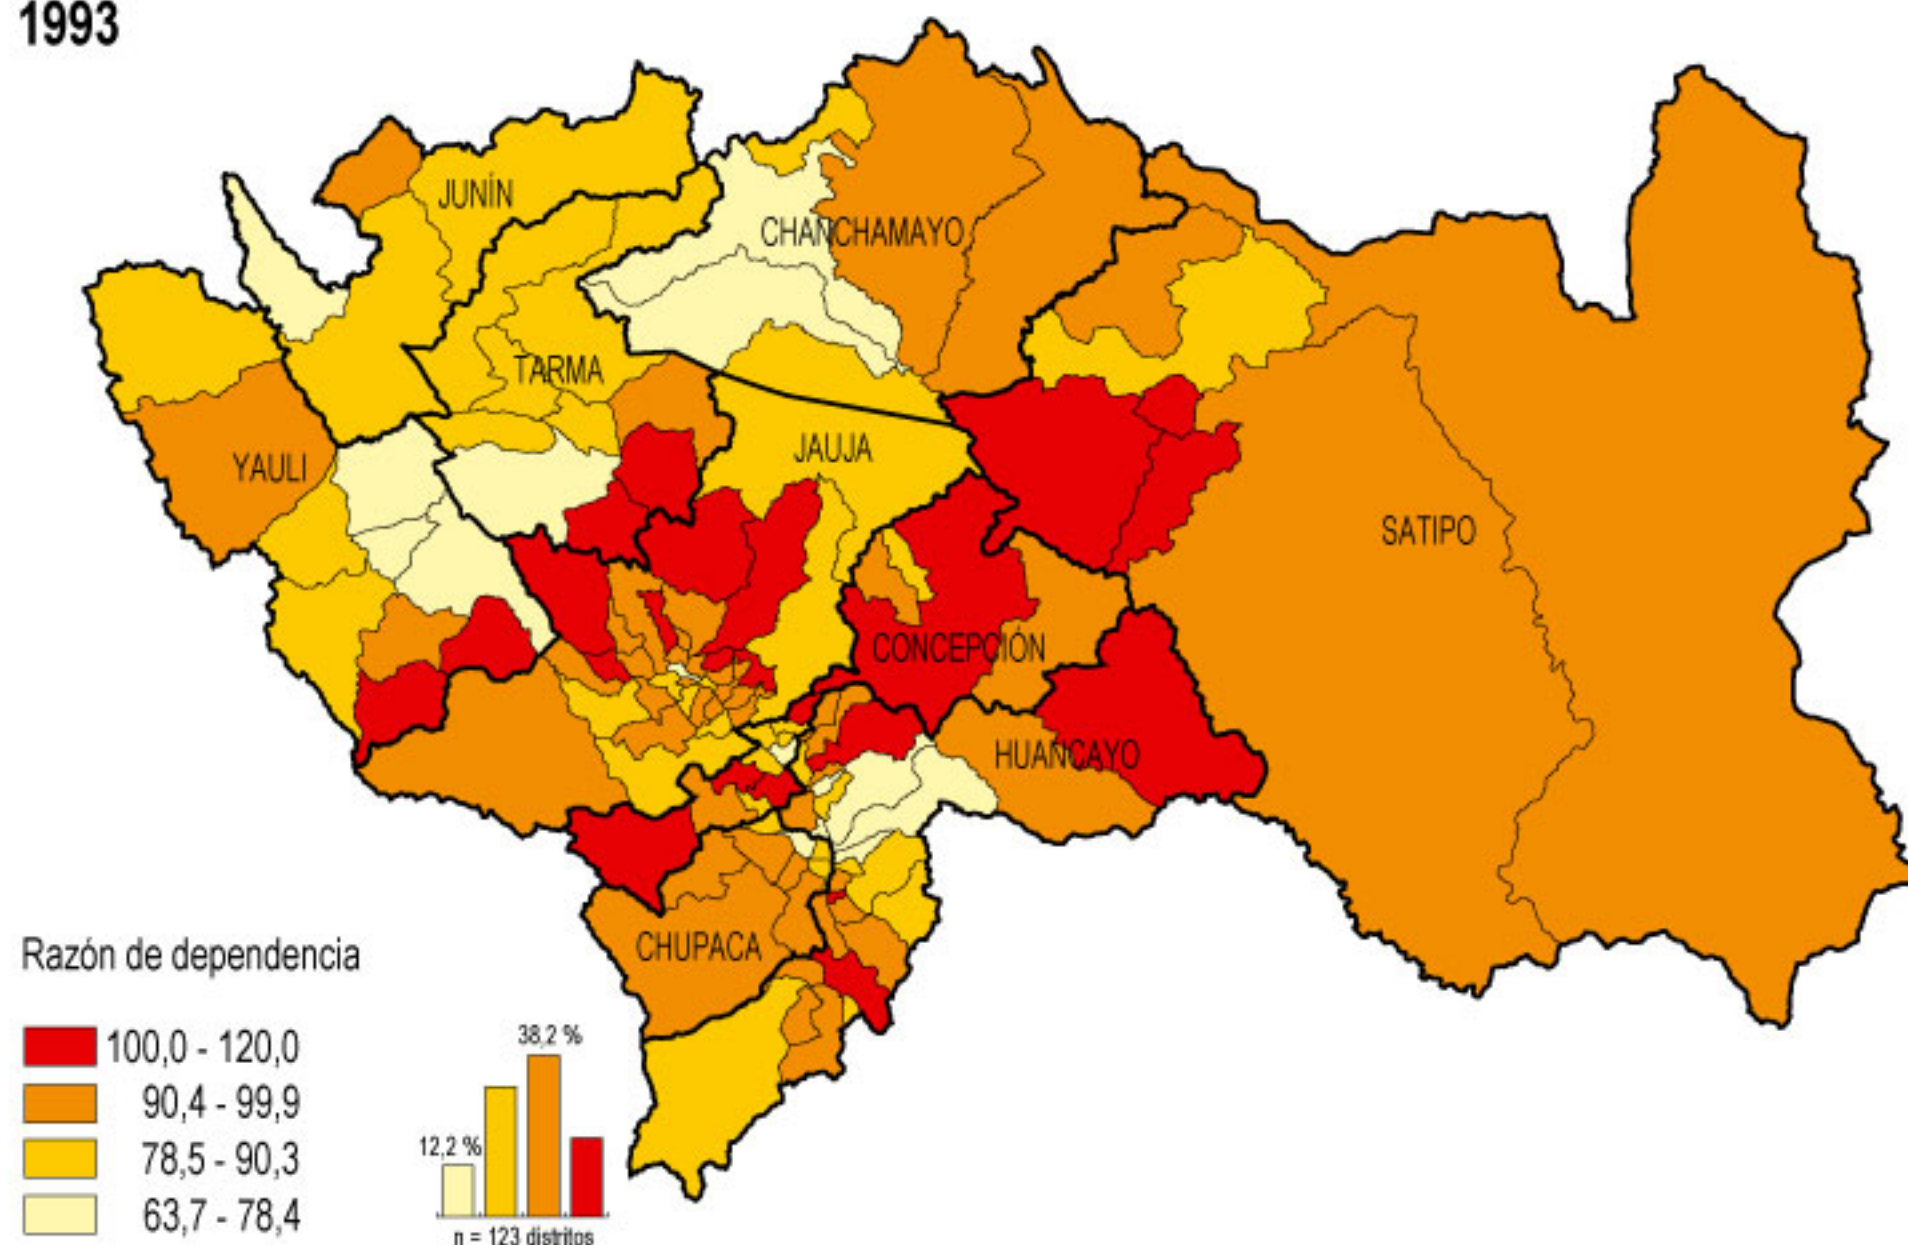 1993
JUNÍN
CHANCHAMAYO
TARMA
YAULI
JAUJA
SATIPO
CONCEPCIÓN
HUANCAYO
CHUPACA
Razón de dependencia
100,0 - 120,0
90,4 - 99,9
78,5 - 90,3
63,7 - 78,4
38,2 %
12,2 %
n = 123 distritos